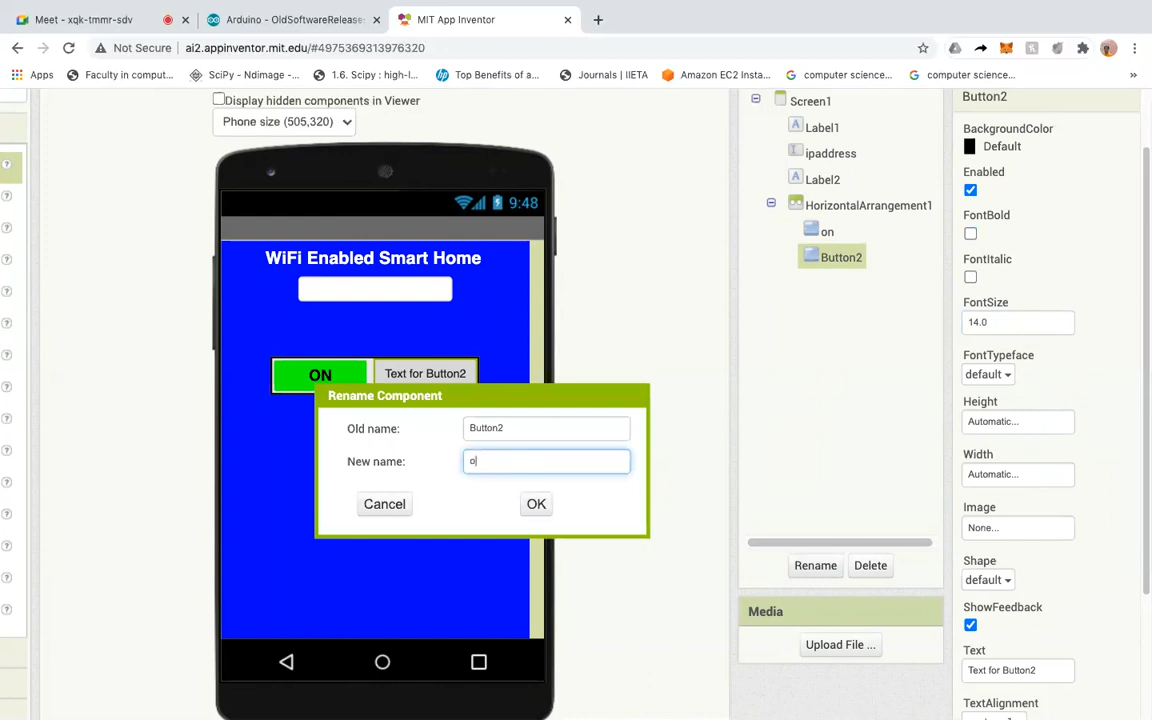 Meet - xqk-tmmr-sdv
Arduino - OldSoftwareRelease
MIT App Inventor
Not Secure
ai2.appinventor.mit.edu/#4975369313976320
Apps
Faculty in comput...
SciPy - Ndimage -...
1.6. Scipy : high-l...
Top Benefits of a...
Journals | IIETA
Amazon EC2 Insta...
computer science...
computer science...
»
Display hidden components in Viewer
Phone size (505,320)
9:48
WiFi Enabled Smart Home
ON
Text for Button2
Rename Component
Old name:
Button2
New name:
o
Cancel
OK
Screen1
Label1
ipaddress
Label2
HorizontalArrangement1
on
Button2
Rename
Delete
Media
Upload File ...
Button2
BackgroundColor
Default
Enabled
FontBold
FontItalic
FontSize
14.0
FontTypeface
default
Height
Automatic...
Width
Automatic...
Image
None...
Shape
default
ShowFeedback
Text
Text for Button2
TextAlignment